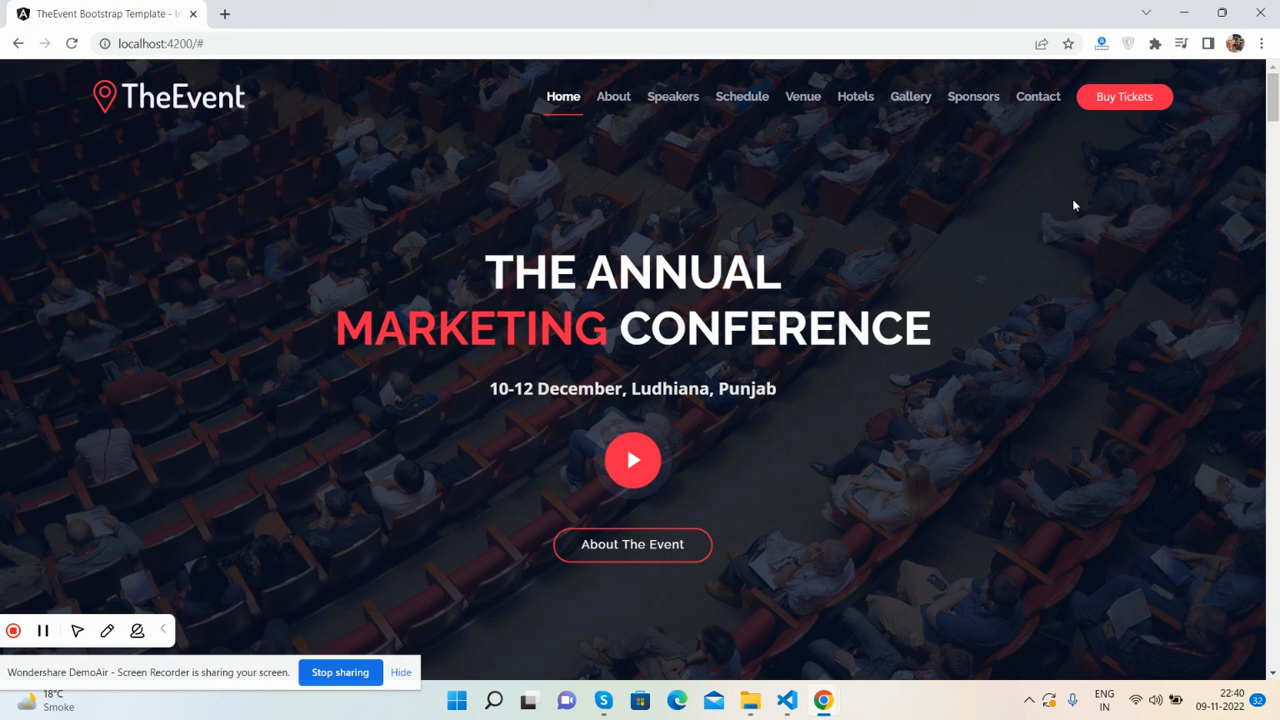 TheEvent Bootstrap Template - In
localhost:4200/#
TheEvent
Home About Speakers Schedule Venue Hotels Gallery Sponsors Contact Buy Tickets
THE ANNUAL
MARKETING CONFERENCE
10-12 December, Ludhiana, Punjab
About The Event
Wondershare DemoAir - Screen Recorder is sharing your screen. Stop sharing Hide
18°C
Smoke
ENG
IN
22:40
09-11-2022
32